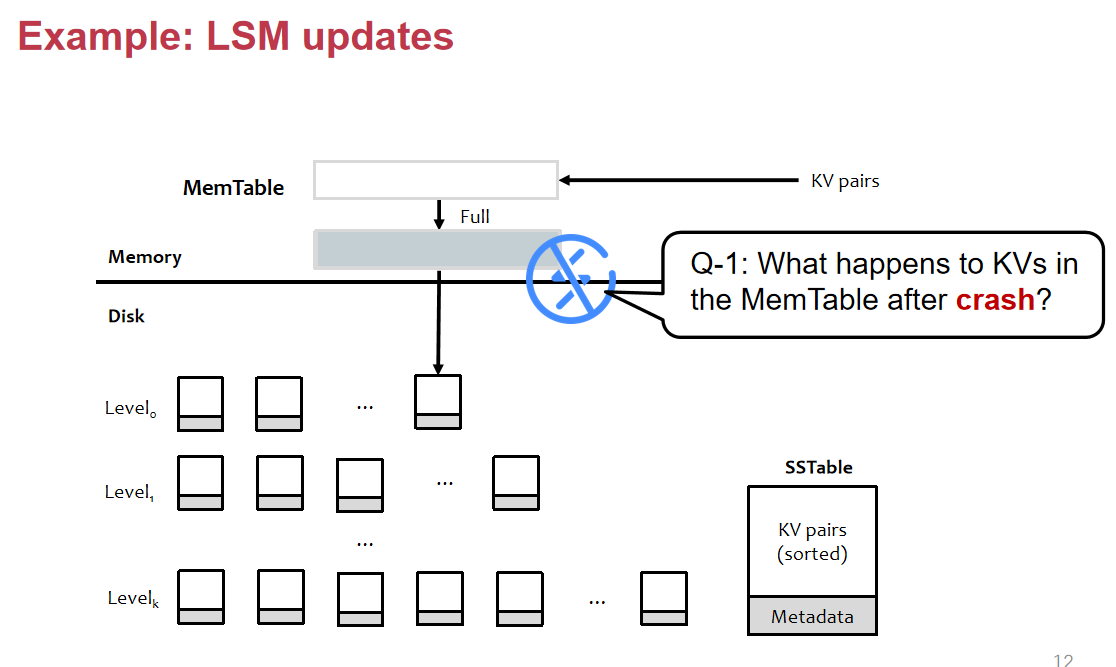 Example: LSM updates
MemTable
KV pairs
Full
Memory
Q-1: What happens to KVs in
the MemTable after crash?
Disk
Level₀
...
Level₁
...
...
Levelₖ
...
SSTable
KV pairs
(sorted)
Metadata
12